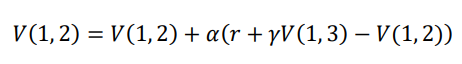 V(1, 2) = V(1, 2) + α(r + γV(1, 3) − V(1, 2))